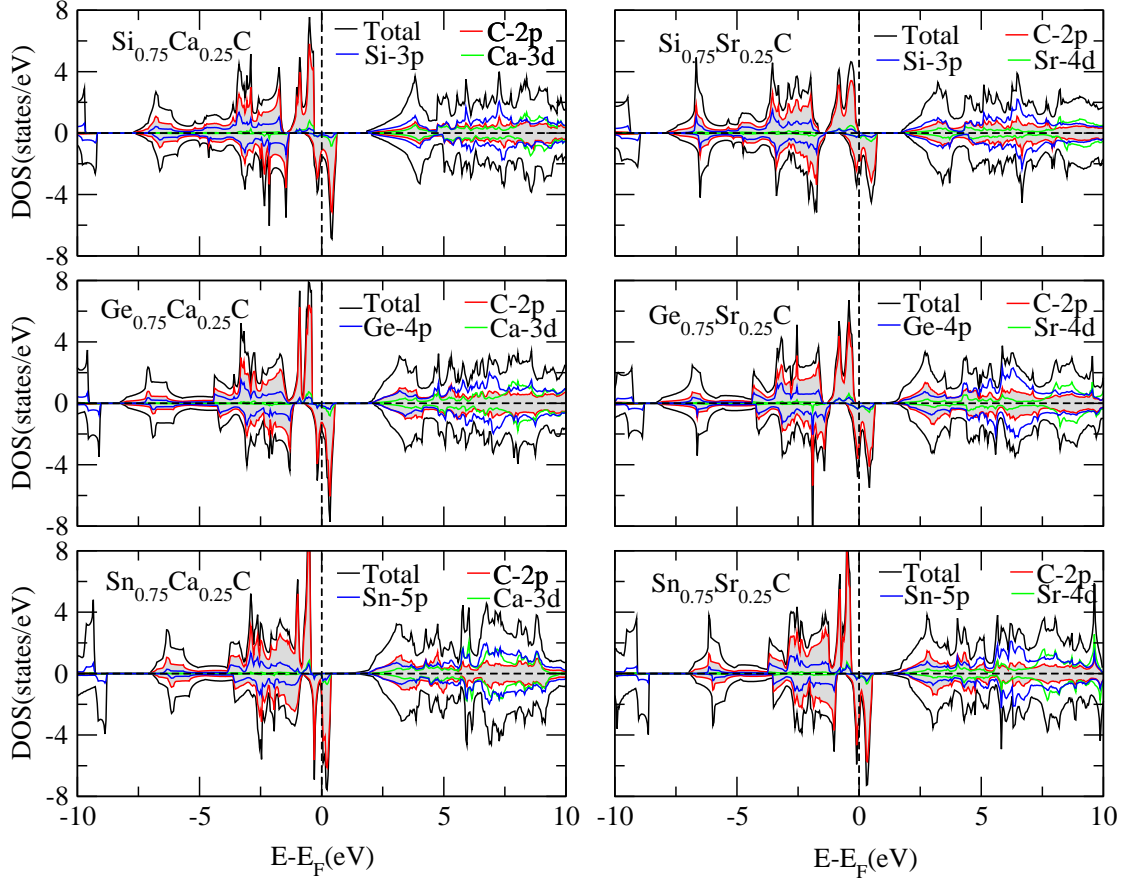 8
4
0
-4
-8
DOS(states/eV)
Si0.75Ca0.25C
Total
C-2p
Si-3p
Ca-3d
Si0.75Sr0.25C
Total
C-2p
Si-3p
Sr-4d
8
4
0
-4
-8
DOS(states/eV)
Ge0.75Ca0.25C
Total
C-2p
Ge-4p
Ca-3d
Ge0.75Sr0.25C
Total
C-2p
Ge-4p
Sr-4d
8
4
0
-4
-8
DOS(states/eV)
Sn0.75Ca0.25C
Total
C-2p
Sn-5p
Ca-3d
Sn0.75Sr0.25C
Total
C-2p
Sn-5p
Sr-4d
-10 -5 0 5 10
-10 -5 0 5 10
E-EF(eV)
E-EF(eV)